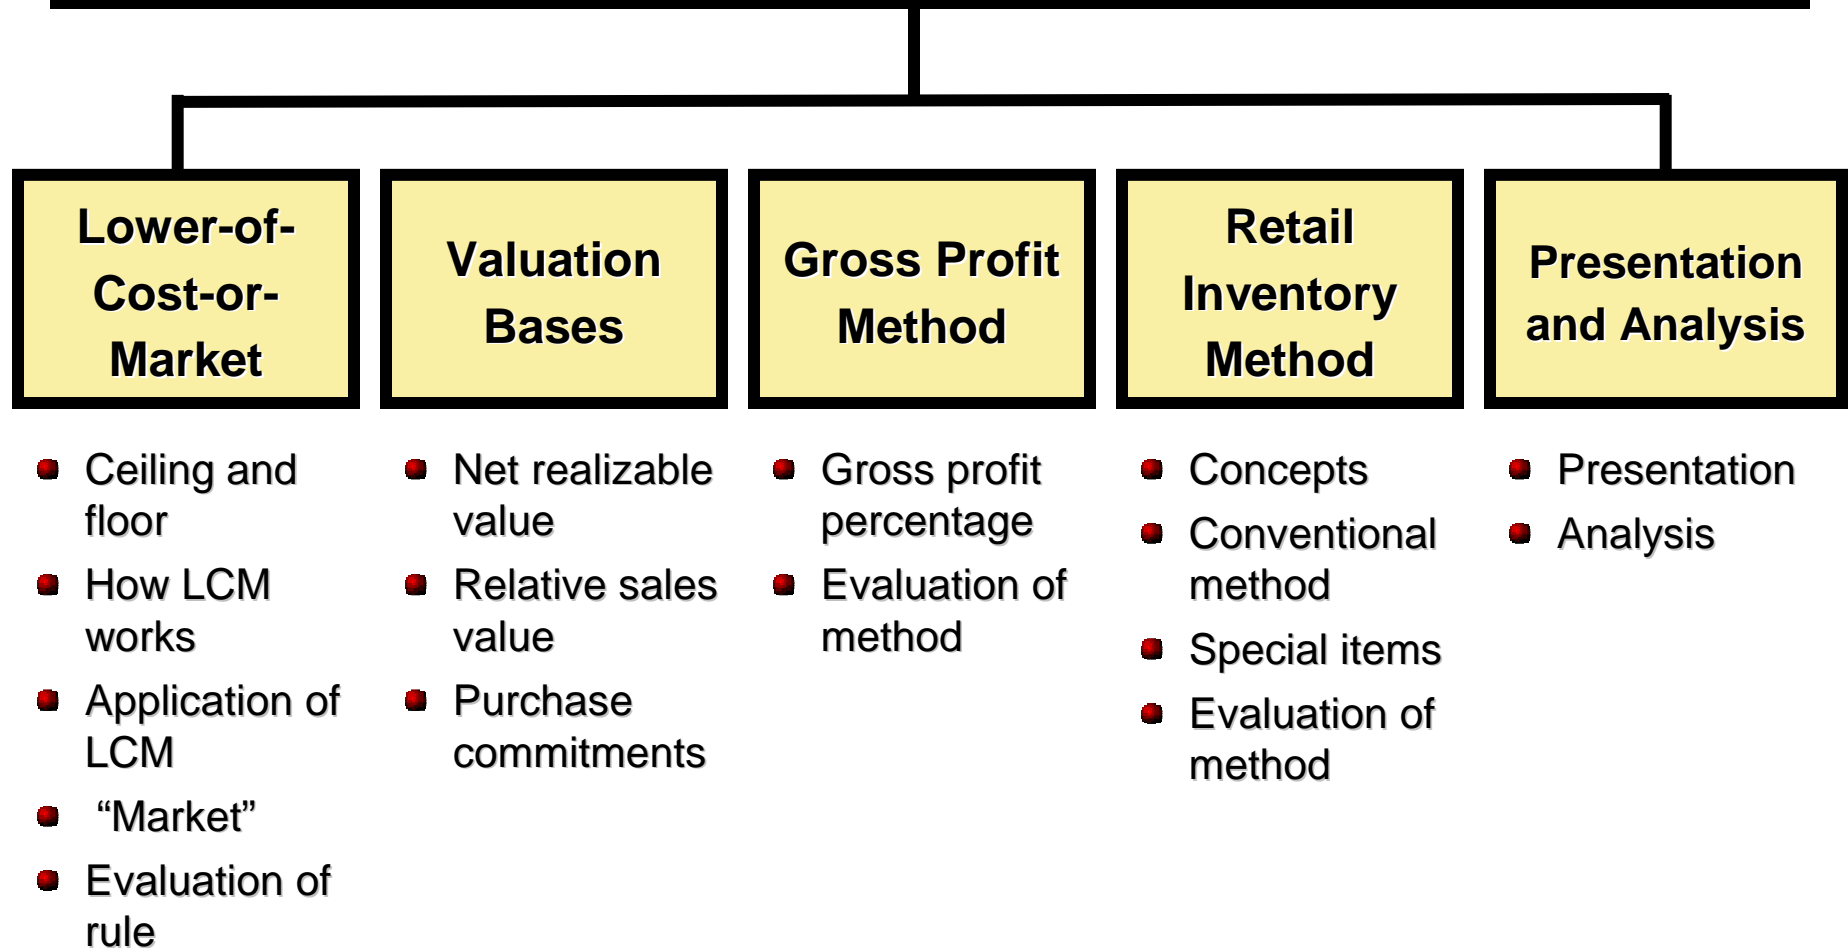 Lower-of-
Cost-or-
Market
Valuation
Bases
Gross Profit
Method
Retail
Inventory
Method
Presentation
and Analysis
Ceiling and
floor
How LCM
works
Application of
LCM
“Market”
Evaluation of
rule
Net realizable
value
Relative sales
value
Purchase
commitments
Gross profit
percentage
Evaluation of
method
Concepts
Conventional
method
Special items
Evaluation of
method
Presentation
Analysis